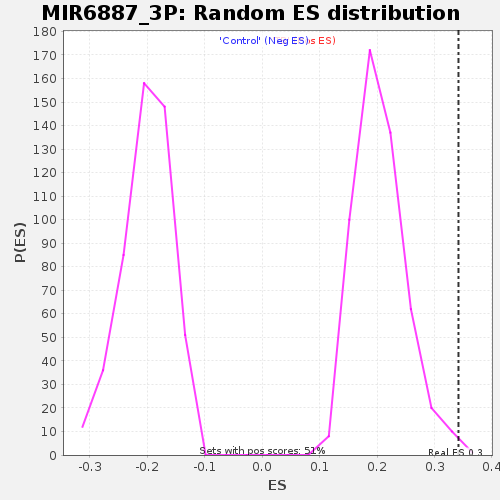 MIR6887_3P: Random ES distribution
'Control' (Neg ES)
s ES)
180
170
160
150
140
130
120
110
100
90
80
70
60
50
40
30
20
10
0
P(ES)
Sets with pos scores: 51%
Real ES 0.3
-0.3 -0.2 -0.1 0.0 0.1 0.2 0.3 0.4
ES